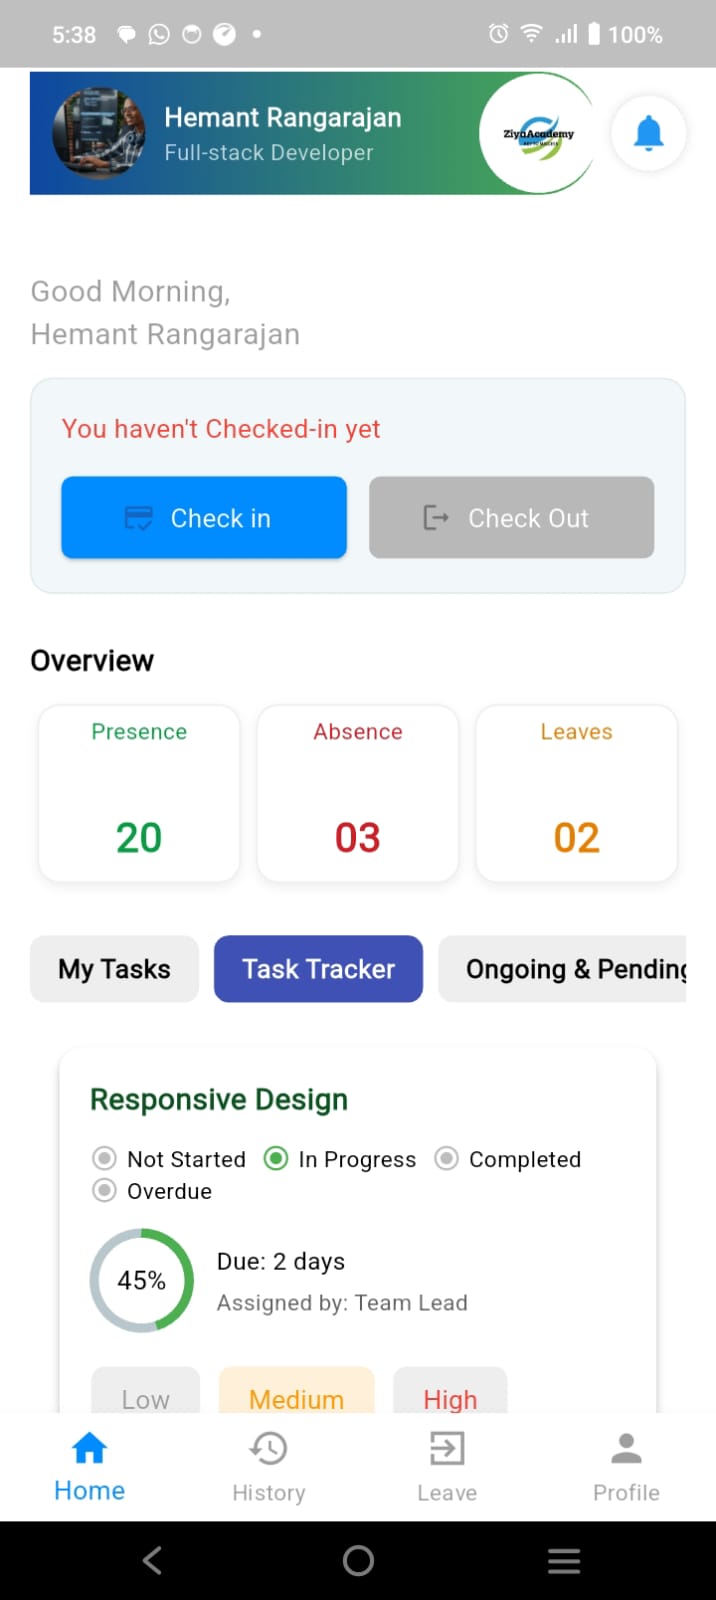 5:38 100%
Hemant Rangarajan
Full-stack Developer
ZiyaAcademy
Good Morning,
Hemant Rangarajan
You haven't Checked-in yet
Check in Check Out
Overview
Presence Absence Leaves
20 03 02
My Tasks Task Tracker Ongoing & Pending
Responsive Design
Not Started In Progress Completed
Overdue
45%
Due: 2 days
Assigned by: Team Lead
Low Medium High
Home History Leave Profile